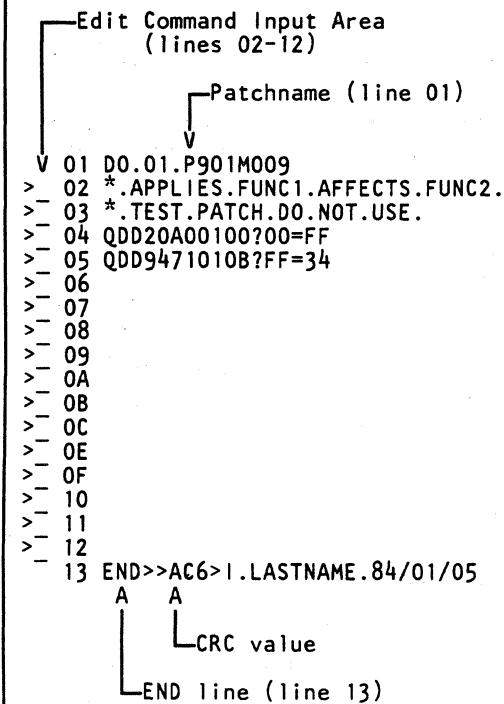 Edit Command Input Area
(lines 02-12)
Patchname (line 01)
V
V 01 D0.01.P901M009
>_ 02 *.APPLIES.FUNC1.AFFECTS.FUNC2.
>_ 03 *.TEST.PATCH.DO.NOT.USE.
>_ 04 QDD20A00100?00=FF
>_ 05 QDD9471010B?FF=34
>_ 06
>_ 07
>_ 08
>_ 09
>_ 0A
>_ 0B
>_ 0C
>_ 0E
>_ 0F
>_ 10
>_ 11
>_ 12
13 END>>AC6>I.LASTNAME.84/01/05
A A
CRC value
END line (line 13)